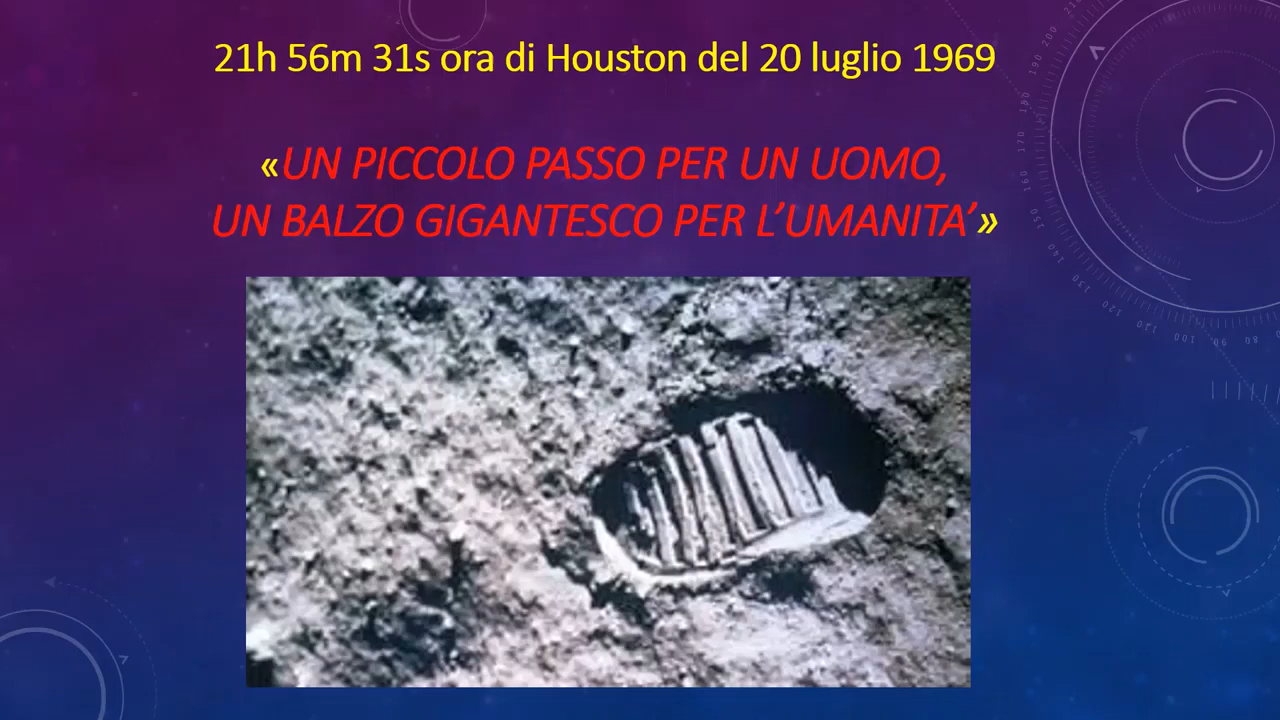 21h 56m 31s ora di Houston del 20 luglio 1969
«UN PICCOLO PASSO PER UN UOMO,
UN BALZO GIGANTESCO PER L’UMANITA’»